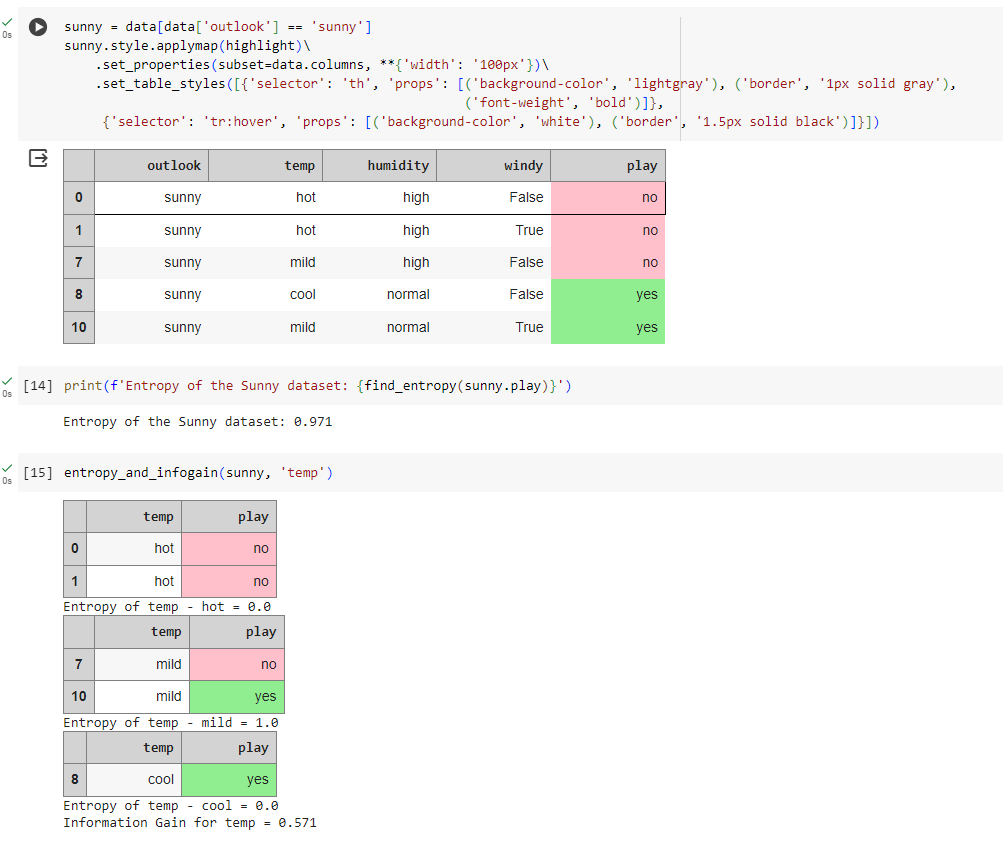 0s
sunny = data[data['outlook'] == 'sunny']
sunny.style.applymap(highlight)\
.set_properties(subset=data.columns, **{'width': '100px'})\
.set_table_styles([{'selector': 'th', 'props': [('background-color', 'lightgray'), ('border', '1px solid gray'),
('font-weight', 'bold')]},
{'selector': 'tr:hover', 'props': [('background-color', 'white'), ('border', '1.5px solid black')]}])
outlook temp humidity windy play
0 sunny hot high False no
1 sunny hot high True no
7 sunny mild high False no
8 sunny cool normal False yes
10 sunny mild normal True yes
0s
[14] print(f'Entropy of the Sunny dataset: {find_entropy(sunny.play)}')
Entropy of the Sunny dataset: 0.971
0s
[15] entropy_and_infogain(sunny, 'temp')
temp play
0 hot no
1 hot no
Entropy of temp - hot = 0.0
temp play
7 mild no
10 mild yes
Entropy of temp - mild = 1.0
temp play
8 cool yes
Entropy of temp - cool = 0.0
Information Gain for temp = 0.571